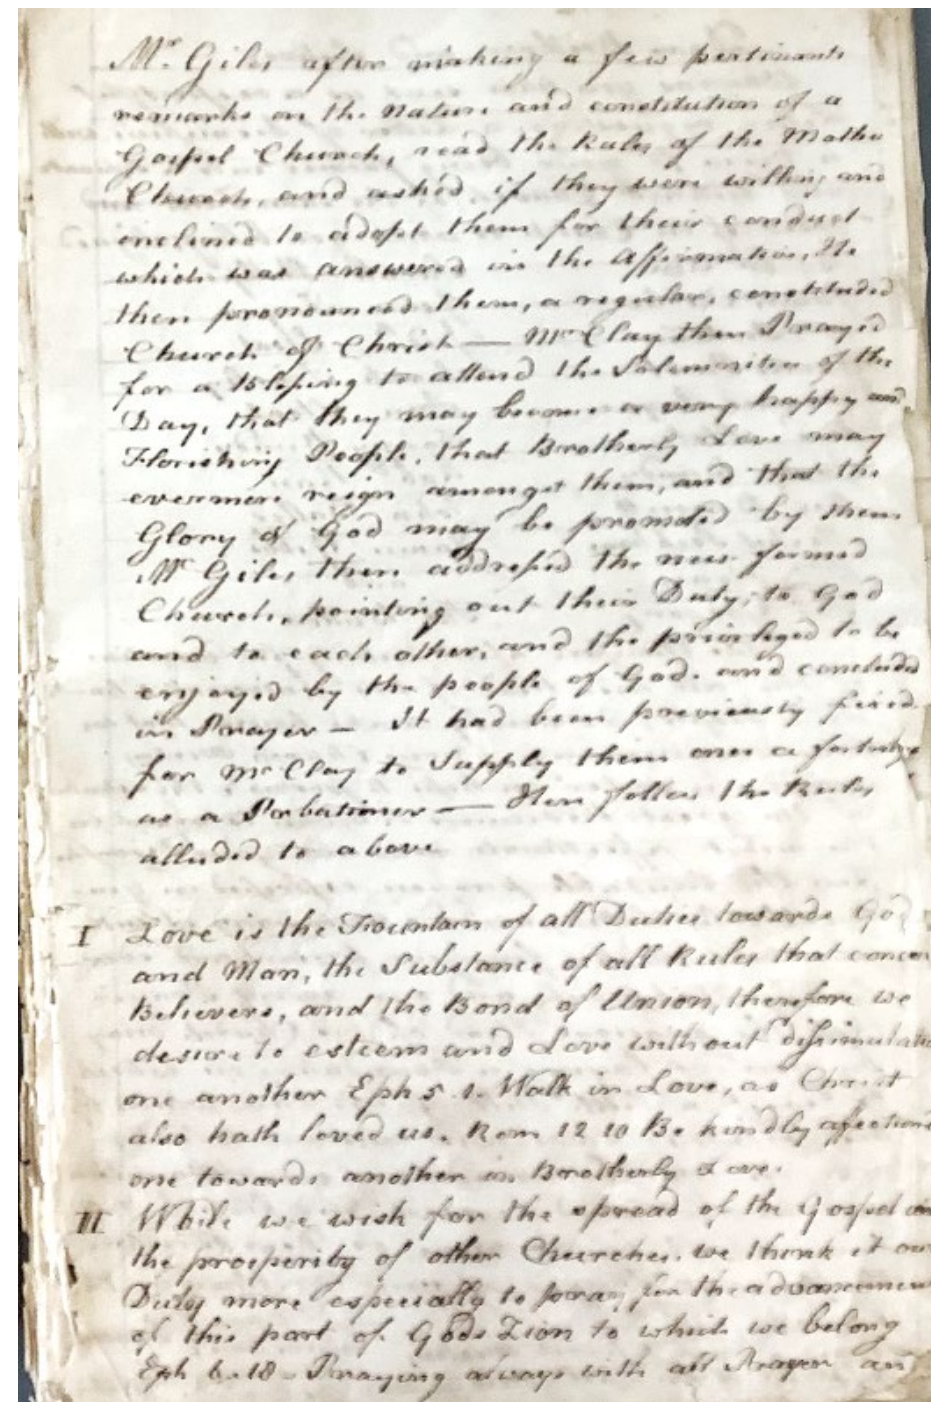 Mr. Giles after making a few pertinant
remarks on the Nature and constitution of a
Gospel Church, read the Rules of the Mother
Church, and asked, if they were willing and
inclined to adopt them for their conduct
which was answered in the Affirmative, He
then pronounced them, a regular, constituded
Church of Christ — Mr Clay then Prayed
for a Blessing to attend the Solemnities of the
Day, that they may become a very happy and
Florishing People, that Brotherly Love may
evermore reign amongst them, and that the
Glory of God may be promoted by them
Mr Giles then addressed the new formed
Church, pointing out their Duty, to God
and to each other, and the privileged to be
enjoyed by the people of God. and concluded
in Prayer — It had been previously fixed
for Mr Clay to Supply them once a
as a Probationer — Here follow the Rules
alluded to above
I Love is the Fountain of all Duties towards God
and Man, the Substance of all Rules that concern
Believers, and the Bond of Union, therefore we
desire to esteem and Love without dissimulation
one another Eph 5. 1. Walk in Love, as Christ
also hath loved us. Rom 12 10 Be kindly affectiond
one towards another in Brotherly Love.
II While we wish for the spread of the Gospel
the prosperity of other Churches. we think it our
Duty more especially to pray for the advancement
of this part of Gods Zion to which we belong
Eph 6. 18 - Praying always with all Prayer an